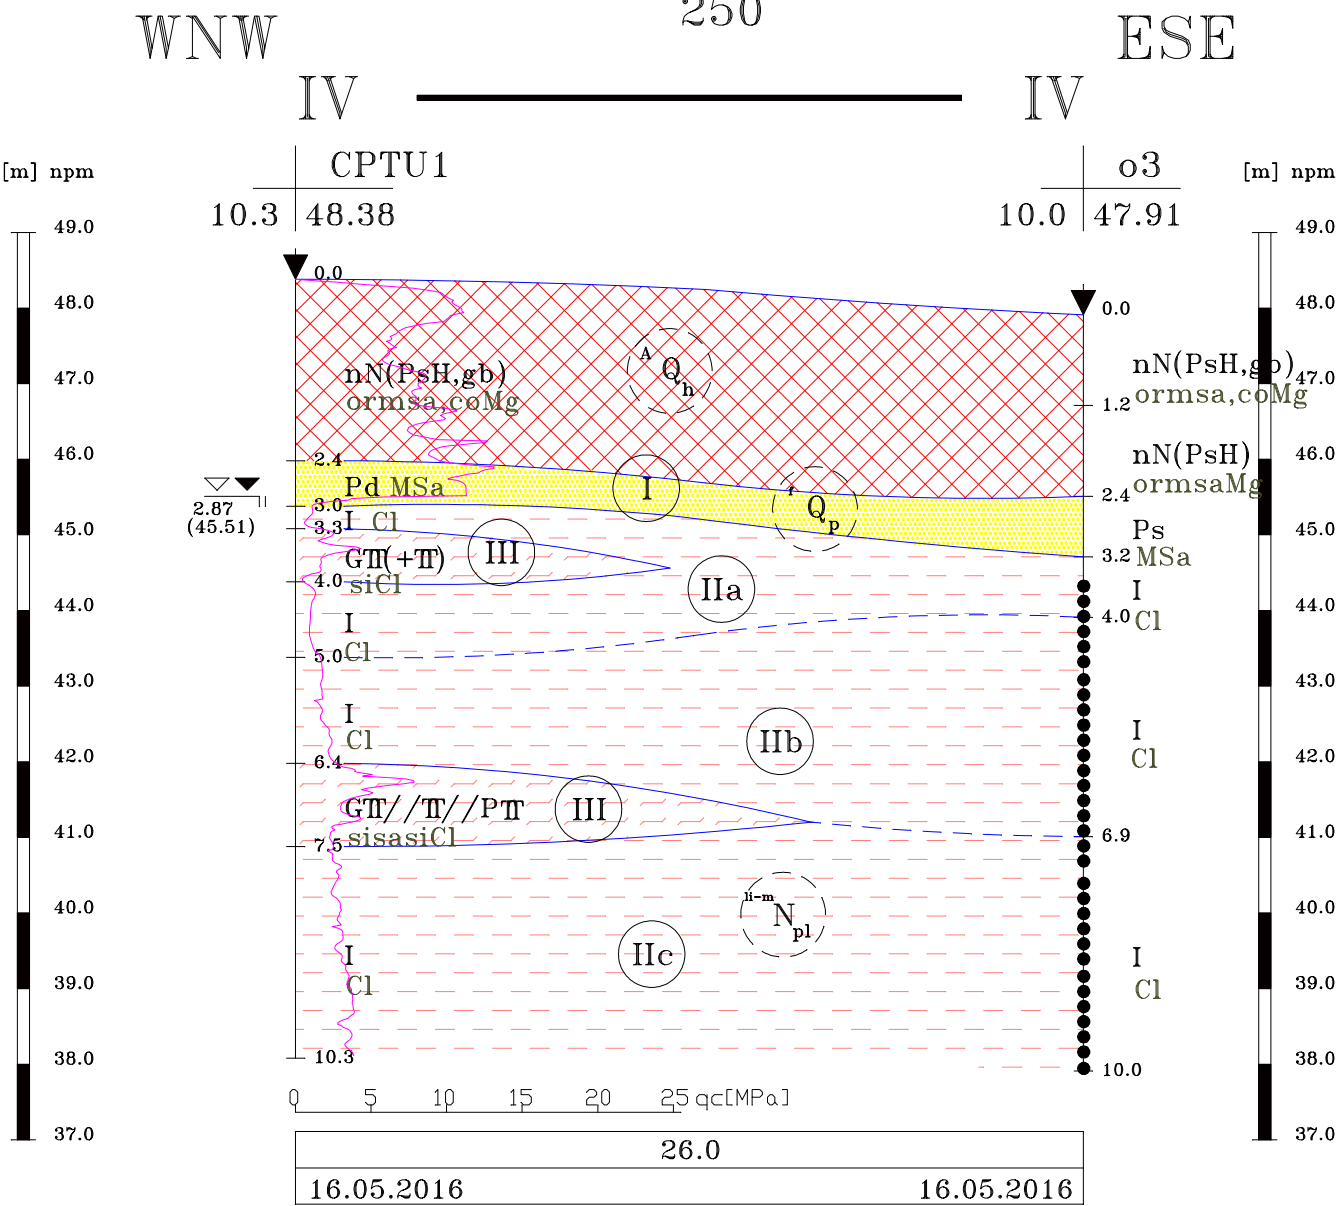 250
WNW ESE
IV IV
CPTU1 o3
[m] npm [m] npm
10.3 48.38 10.0 47.91
49.0 49.0
0.0
48.0 0.0 48.0
A Q h
nN(PsH,gb) nN(PsH,gb)
47.0 47.0
ormsa,coMg 1.2 ormsa,coMg
46.0 nN(PsH) 46.0
2.4
Pd MSa I f Q p 2.4 ormsaMg
2.87 3.0
(45.51) 3.3 I Cl
45.0 Ps 45.0
GΠ(+Π) III 3.2 MSa
4.0 siCl IIa I
44.0 44.0
I 4.0 Cl
5.0 Cl
43.0 43.0
I I
Cl IIb Cl
42.0 6.4 42.0
GΠ//Π//PΠ III
41.0 sisasiCl 6.9 41.0
7.5
40.0 li-m N pl 40.0
I IIc I
39.0 Cl Cl 39.0
38.0 10.3 38.0
10.0
0 5 10 15 20 25 qc[MPa]
37.0 37.0
26.0
16.05.2016 16.05.2016